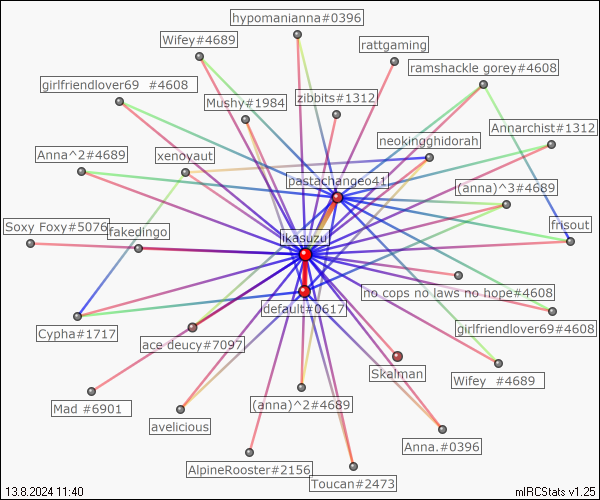 hypomanianna#0396
Wifey#4689
rattgaming
ramshackle gorey#4608
girlfriendlover69 #4608
Mushy#1984
zibbits#1312
Annarchist#1312
neokingghidorah
Anna^2#4689
xenoyaut
pastachangeo41
(anna)^3#4689
Soxy Foxy#5076
fakedingo
likasuzu
frisout
no cops no laws no hope#4608
default#0617
girlfriendlover69#4608
Cypha#1717
ace deucy#7097
Skalman
Wifey #4689
Mad #6901
avelicious
(anna)^2#4689
Anna.#0396
AlpineRooster#2156
Toucan#2473
13.8.2024 11:40
mIRCStats v1.25